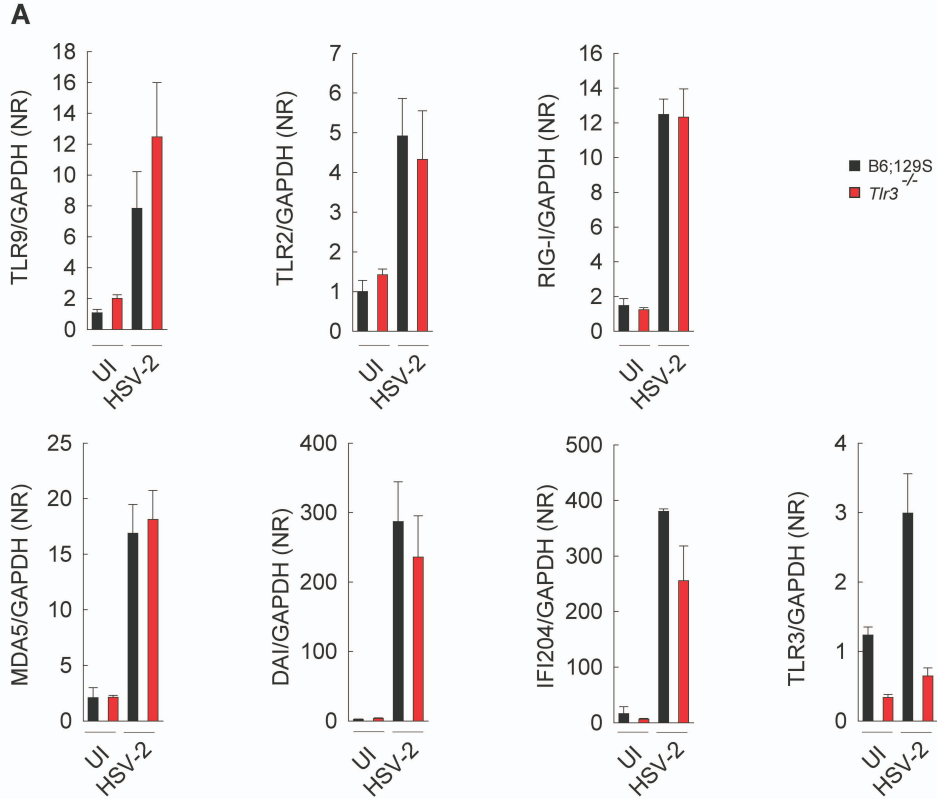 A
TLR9/GAPDH (NR)
18
16
14
12
10
8
6
4
2
0
UI
HSV-2
TLR2/GAPDH (NR)
7
6
5
4
3
2
1
0
UI
HSV-2
RIG-I/GAPDH (NR)
16
14
12
10
8
6
4
2
0
UI
HSV-2
B6;129S
Tlr3-/-
MDA5/GAPDH (NR)
25
20
15
10
5
0
UI
HSV-2
DAI/GAPDH (NR)
400
300
200
100
0
UI
HSV-2
IFI204/GAPDH (NR)
500
400
300
200
100
0
UI
HSV-2
TLR3/GAPDH (NR)
4
3
2
1
0
UI
HSV-2